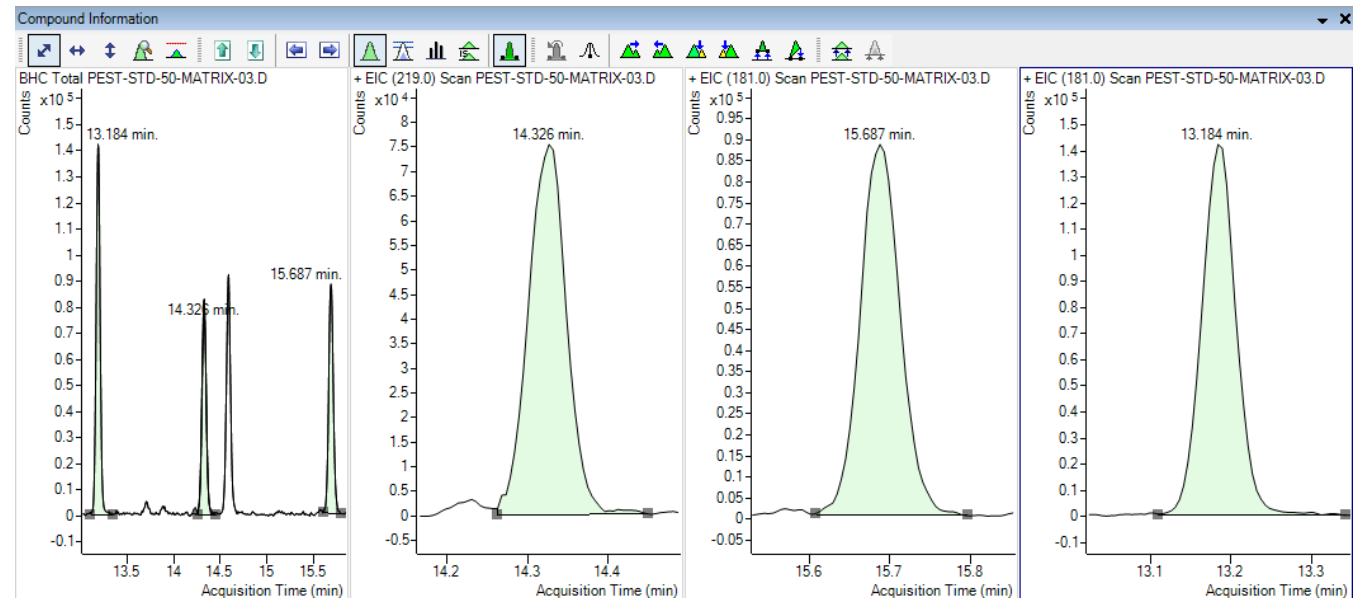 Compound Information
BHC Total PEST-STD-50-MATRIX-03.D
Counts
x10 5
1.5
1.4
1.3
1.2
1.1
1
0.9
0.8
0.7
0.6
0.5
0.4
0.3
0.2
0.1
0
-0.1
13.184 min.
14.326 min.
15.687 min.
13.5 14 14.5 15 15.5
Acquisition Time (min)
+ EIC (219.0) Scan PEST-STD-50-MATRIX-03.D
Counts
x10 4
8
7.5
7
6.5
6
5.5
5
4.5
4
3.5
3
2.5
2
1.5
1
0.5
0
-0.5
14.326 min.
14.2 14.3 14.4
Acquisition Time (min)
+ EIC (181.0) Scan PEST-STD-50-MATRIX-03.D
Counts
x10 5
0.95
0.9
0.85
0.8
0.75
0.7
0.65
0.6
0.55
0.5
0.45
0.4
0.35
0.3
0.25
0.2
0.15
0.1
0.05
0
-0.05
15.687 min.
15.6 15.7 15.8
Acquisition Time (min)
+ EIC (181.0) Scan PEST-STD-50-MATRIX-03.D
Counts
x10 5
1.5
1.4
1.3
1.2
1.1
1
0.9
0.8
0.7
0.6
0.5
0.4
0.3
0.2
0.1
0
-0.1
13.184 min.
13.1 13.2 13.3
Acquisition Time (min)